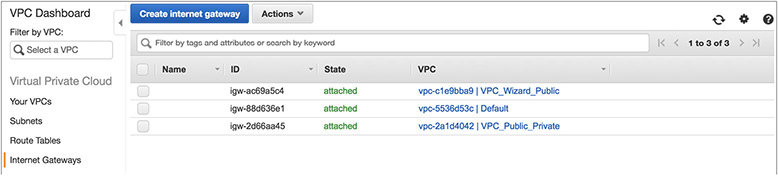 VPC Dashboard
Filter by VPC:
Select a VPC
Virtual Private Cloud
Your VPCs
Subnets
Route Tables
Internet Gateways
Create internet gateway Actions
Filter by tags and attributes or search by keyword 1 to 3 of 3
Name ID State VPC
igw-ac69a5c4 attached vpc-c1e9bba9 | VPC_Wizard_Public
igw-88d636e1 attached vpc-5536d53c | Default
igw-2d66aa45 attached vpc-2a1d4042 | VPC_Public_Private